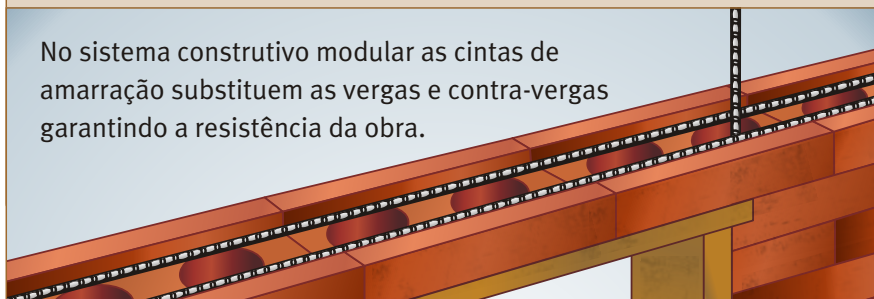 No sistema construtivo modular as cintas de
amarração substituem as vergas e contra-vergas
garantindo a resistência da obra.